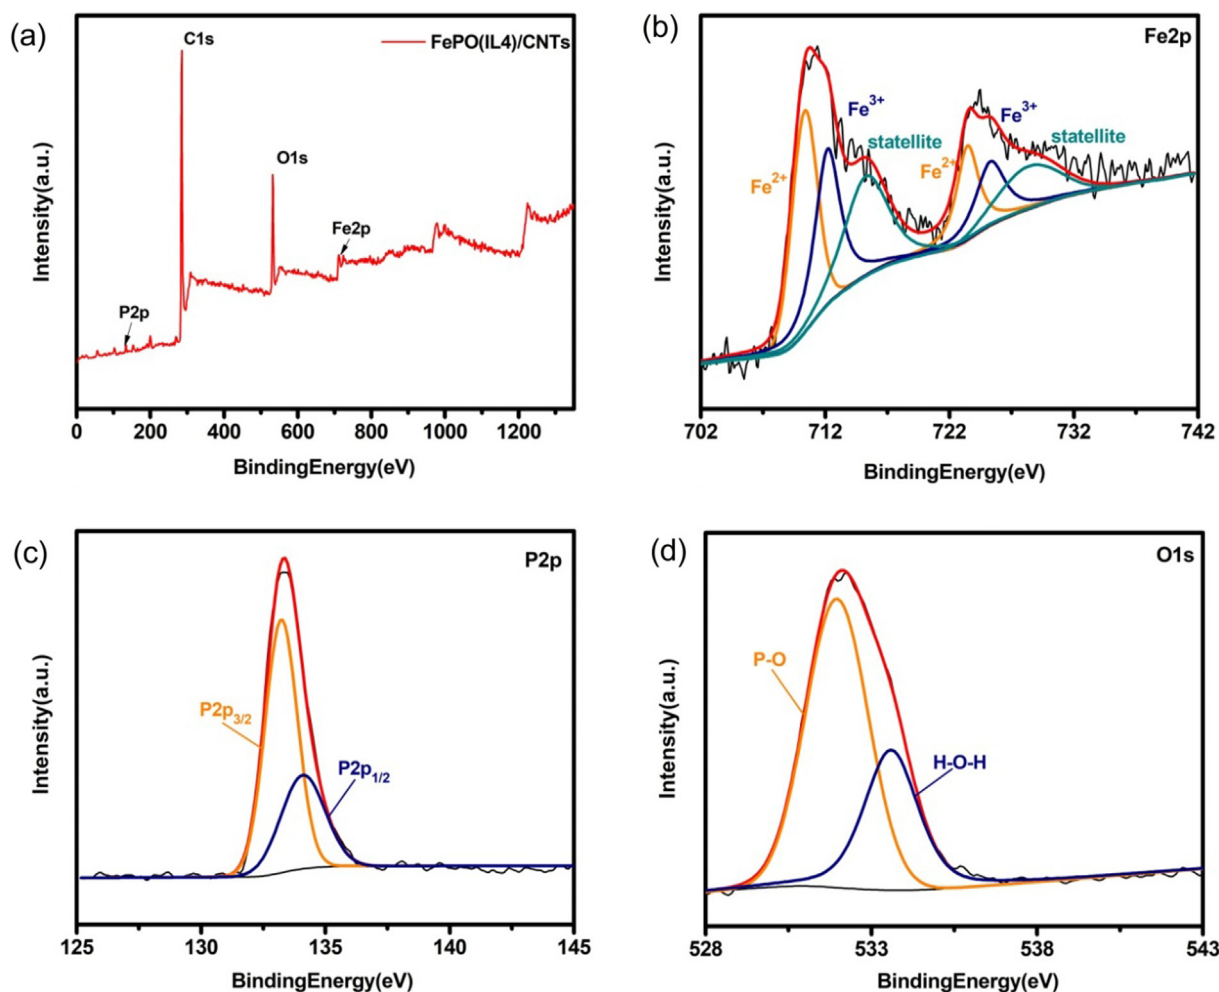 (a)
C1s
FePO(IL4)/CNTs
O1s
Fe2p
P2p
Intensity(a.u.)
0 200 400 600 800 1000 1200
BindingEnergy(eV)
(b)
Fe2p
Fe3+
Fe3+
statellite
statellite
Fe2+
Fe2+
Intensity(a.u.)
702 712 722 732 742
BindingEnergy(eV)
(c)
P2p
P2p3/2
P2p1/2
Intensity(a.u.)
125 130 135 140 145
BindingEnergy(eV)
(d)
O1s
P-O
H-O-H
Intensity(a.u.)
528 533 538 543
BindingEnergy(eV)